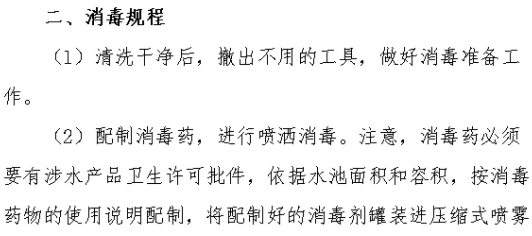 二、消毒规程
（1）清洗干净后，撤出不用的工具，做好消毒准备工
作。
（2）配制消毒药，进行喷洒消毒。注意，消毒药必须
要有涉水产品卫生许可批件，依据水池面积和容积，按消毒
药物的使用说明配制，将配制好的消毒剂罐装进压缩式喷雾